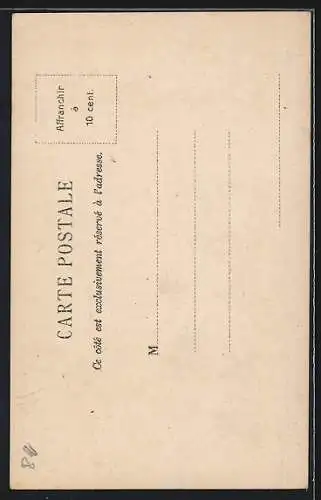 CARTE POSTALE
Ce côté est exclusivement réservé à l'adresse.
Affranchir
à
10 cent.
M